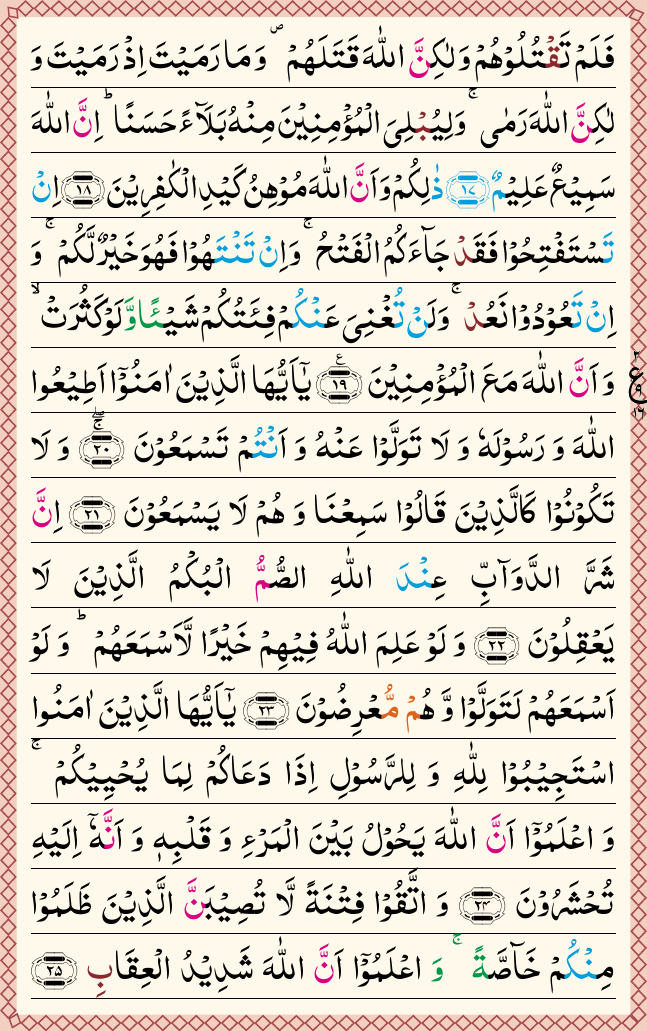 فَلَمْ تَقْتُلُوْهُمْ وَلٰكِنَّ اللّٰهَ قَتَلَهُمْ ۪ وَ مَا رَمَيْتَ اِذْ رَمَيْتَ وَ
لٰكِنَّ اللّٰهَ رَمٰى ۚ وَلِيُبْلِىَ الْمُؤْمِنِيْنَ مِنْهُ بَلَآءً حَسَنًا ؕ اِنَّ اللّٰهَ
سَمِيْعٌ عَلِيْمٌ ﴿۱۷﴾ ذٰلِكُمْ وَ اَنَّ اللّٰهَ مُوْهِنُ كَيْدِ الْكٰفِرِيْنَ ﴿۱۸﴾ اِنْ
تَسْتَفْتِحُوْا فَقَدْ جَآءَكُمُ الْفَتْحُ ۚ وَاِنْ تَنْتَهُوْا فَهُوَ خَيْرٌ لَّكُمْ ۚ وَ
اِنْ تَعُوْدُوْا نَعُدْ ۚ وَلَنْ تُغْنِىَ عَنْكُمْ فِئَتُكُمْ شَيْـًٔا وَّلَوْ كَثُرَتْ ۙ
وَ اَنَّ اللّٰهَ مَعَ الْمُؤْمِنِيْنَ ﴿۱۹﴾ يٰۤاَيُّهَا الَّذِيْنَ اٰمَنُوْۤا اَطِيْعُوا
اللّٰهَ وَ رَسُوْلَهٗ وَ لَا تَوَلَّوْا عَنْهُ وَ اَنْتُمْ تَسْمَعُوْنَ ﴿۲۰﴾ وَ لَا
تَكُوْنُوْا كَالَّذِيْنَ قَالُوْا سَمِعْنَا وَ هُمْ لَا يَسْمَعُوْنَ ﴿۲۱﴾ اِنَّ
شَرَّ الدَّوَآبِّ عِنْدَ اللّٰهِ الصُّمُّ الْبُكْمُ الَّذِيْنَ لَا
يَعْقِلُوْنَ ﴿۲۲﴾ وَ لَوْ عَلِمَ اللّٰهُ فِيْهِمْ خَيْرًا لَّاَسْمَعَهُمْ ؕ وَ لَوْ
اَسْمَعَهُمْ لَتَوَلَّوْا وَّ هُمْ مُّعْرِضُوْنَ ﴿۲۳﴾ يٰۤاَيُّهَا الَّذِيْنَ اٰمَنُوا
اسْتَجِيْبُوْا لِلّٰهِ وَ لِلرَّسُوْلِ اِذَا دَعَاكُمْ لِمَا يُحْيِيْكُمْ ۚ
وَ اعْلَمُوْۤا اَنَّ اللّٰهَ يَحُوْلُ بَيْنَ الْمَرْءِ وَ قَلْبِهٖ وَ اَنَّهٗۤ اِلَيْهِ
تُحْشَرُوْنَ ﴿۲۴﴾ وَ اتَّقُوْا فِتْنَةً لَّا تُصِيْبَنَّ الَّذِيْنَ ظَلَمُوْا
مِنْكُمْ خَآصَّةً ۚ وَ اعْلَمُوْۤا اَنَّ اللّٰهَ شَدِيْدُ الْعِقَابِ ﴿۲۵﴾